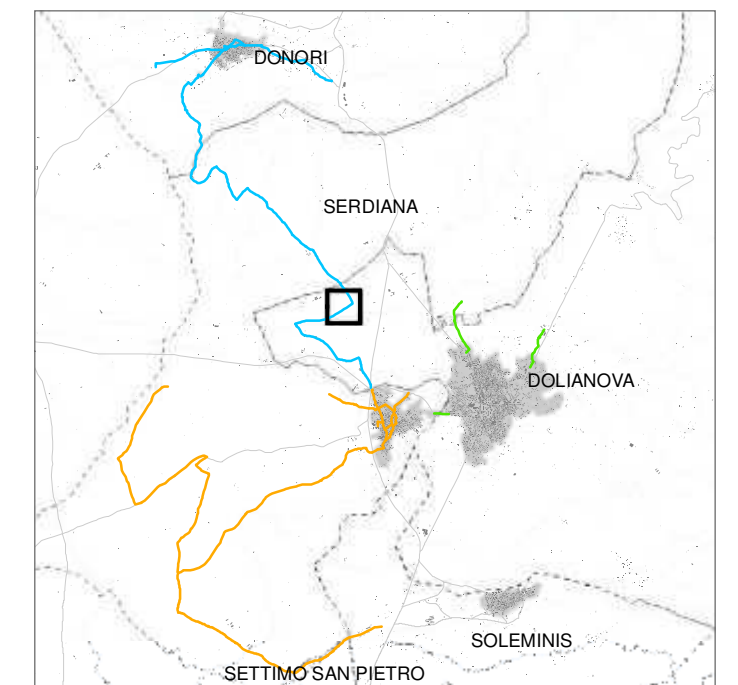 DONORI
SERDIANA
DOLIANOVA
SOLEMINIS
SETTIMO SAN PIETRO